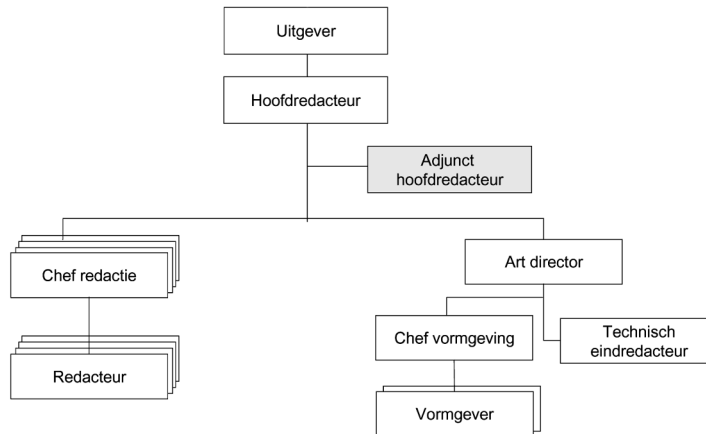 Uitgever
Hoofdredacteur
Adjunct
hoofdredacteur
Chef redactie
Art director
Chef vormgeving
Technisch
eindredacteur
Redacteur
Vormgever